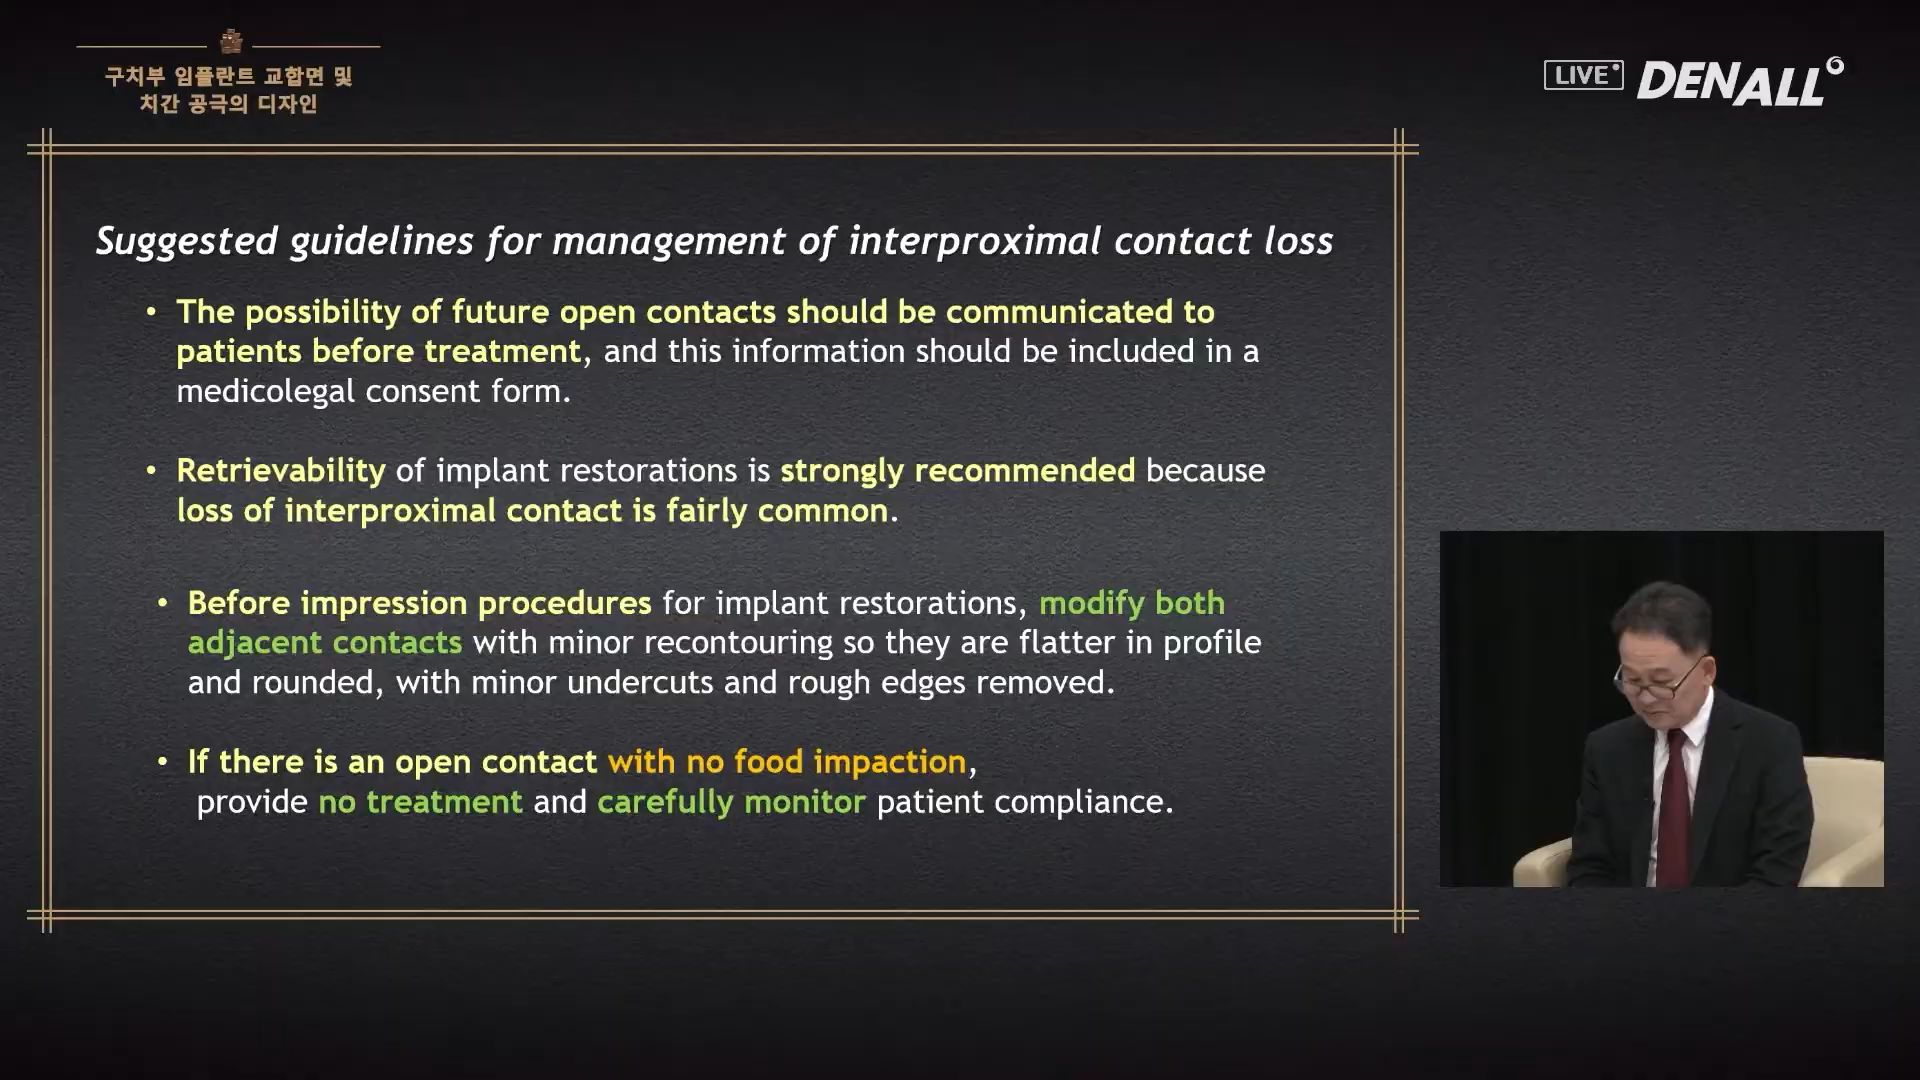 구치부 임플란트 교합면 및
치간 공극의 디자인
LIVE DENALL
Suggested guidelines for management of interproximal contact loss
• The possibility of future open contacts should be communicated to
patients before treatment, and this information should be included in a
medicolegal consent form.
• Retrievability of implant restorations is strongly recommended because
loss of interproximal contact is fairly common.
• Before impression procedures for implant restorations, modify both
adjacent contacts with minor recontouring so they are flatter in profile
and rounded, with minor undercuts and rough edges removed.
• If there is an open contact with no food impaction,
provide no treatment and carefully monitor patient compliance.